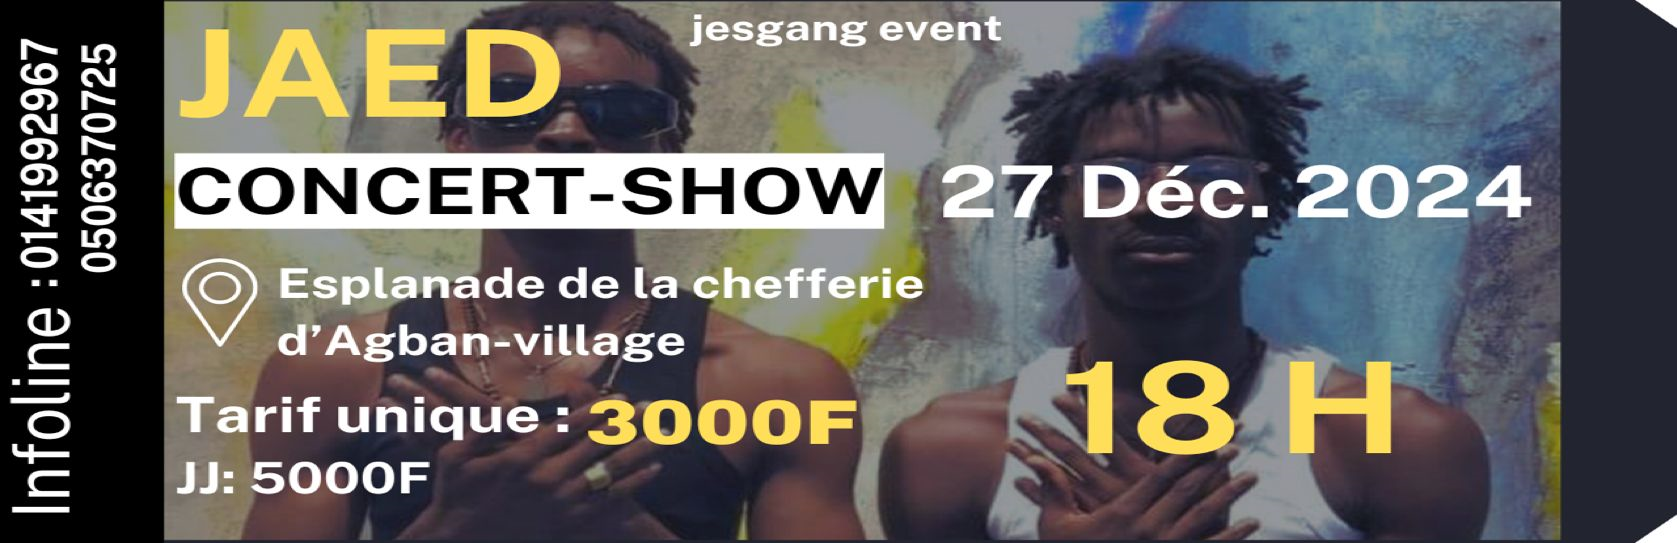 Infoline : 0141992967
0506370725
jesgang event
JAED
CONCERT-SHOW
27 Déc. 2024
Esplanade de la chefferie
d’Agban-village
Tarif unique : 3000F
JJ: 5000F
18 H